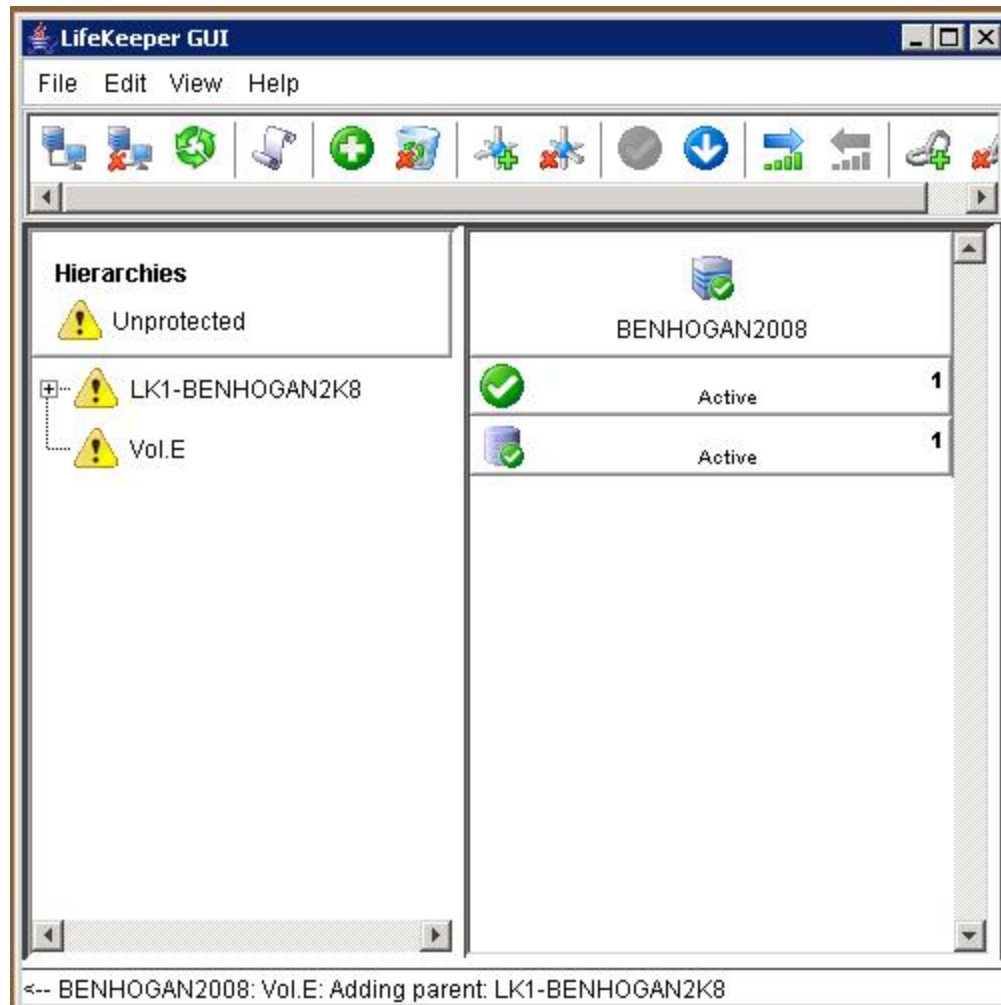 LifeKeeper GUI
File Edit View Help
Hierarchies
Unprotected
BENHOGAN2008
LK1-BENHOGAN2K8
Active 1
Vol.E
Active 1
<-- BENHOGAN2008: Vol.E: Adding parent: LK1-BENHOGAN2K8